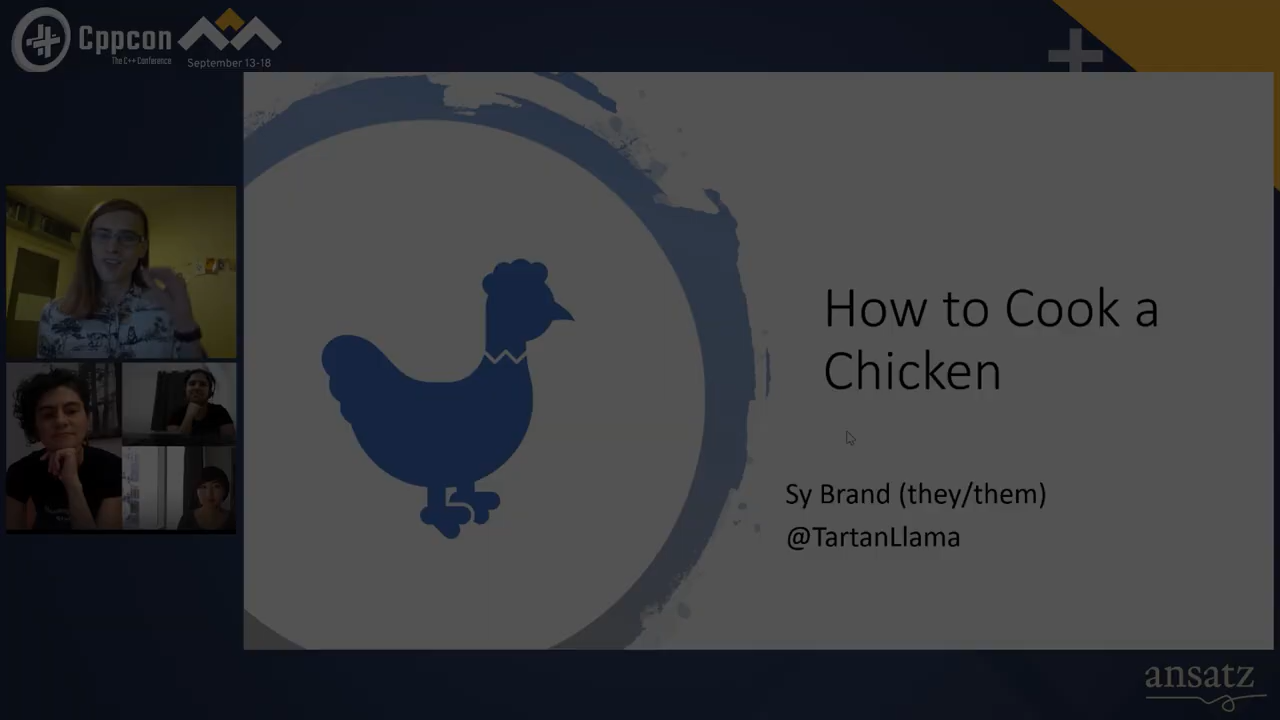 Cppcon
The C++ Conference
September 13-18
How to Cook a
Chicken
Sy Brand (they/them)
@TartanLlama
ansatz